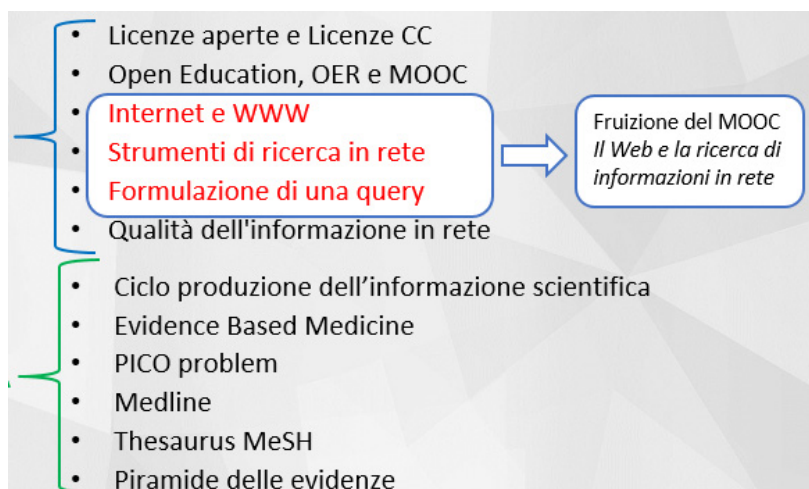 Licenze aperte e Licenze CC
Open Education, OER e MOOC
Internet e WWW
Strumenti di ricerca in rete
Formulazione di una query
Qualità dell'informazione in rete
Fruizione del MOOC
Il Web e la ricerca di
informazioni in rete
Ciclo produzione dell’informazione scientifica
Evidence Based Medicine
PICO problem
Medline
Thesaurus MeSH
Piramide delle evidenze